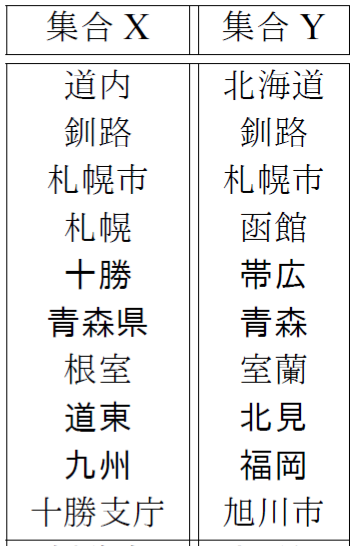 集合 X 集合 Y
道内 北海道
釧路 釧路
札幌市 札幌市
札幌 函館
十勝 帯広
青森県 青森
根室 室蘭
道東 北見
九州 福岡
十勝支庁 旭川市